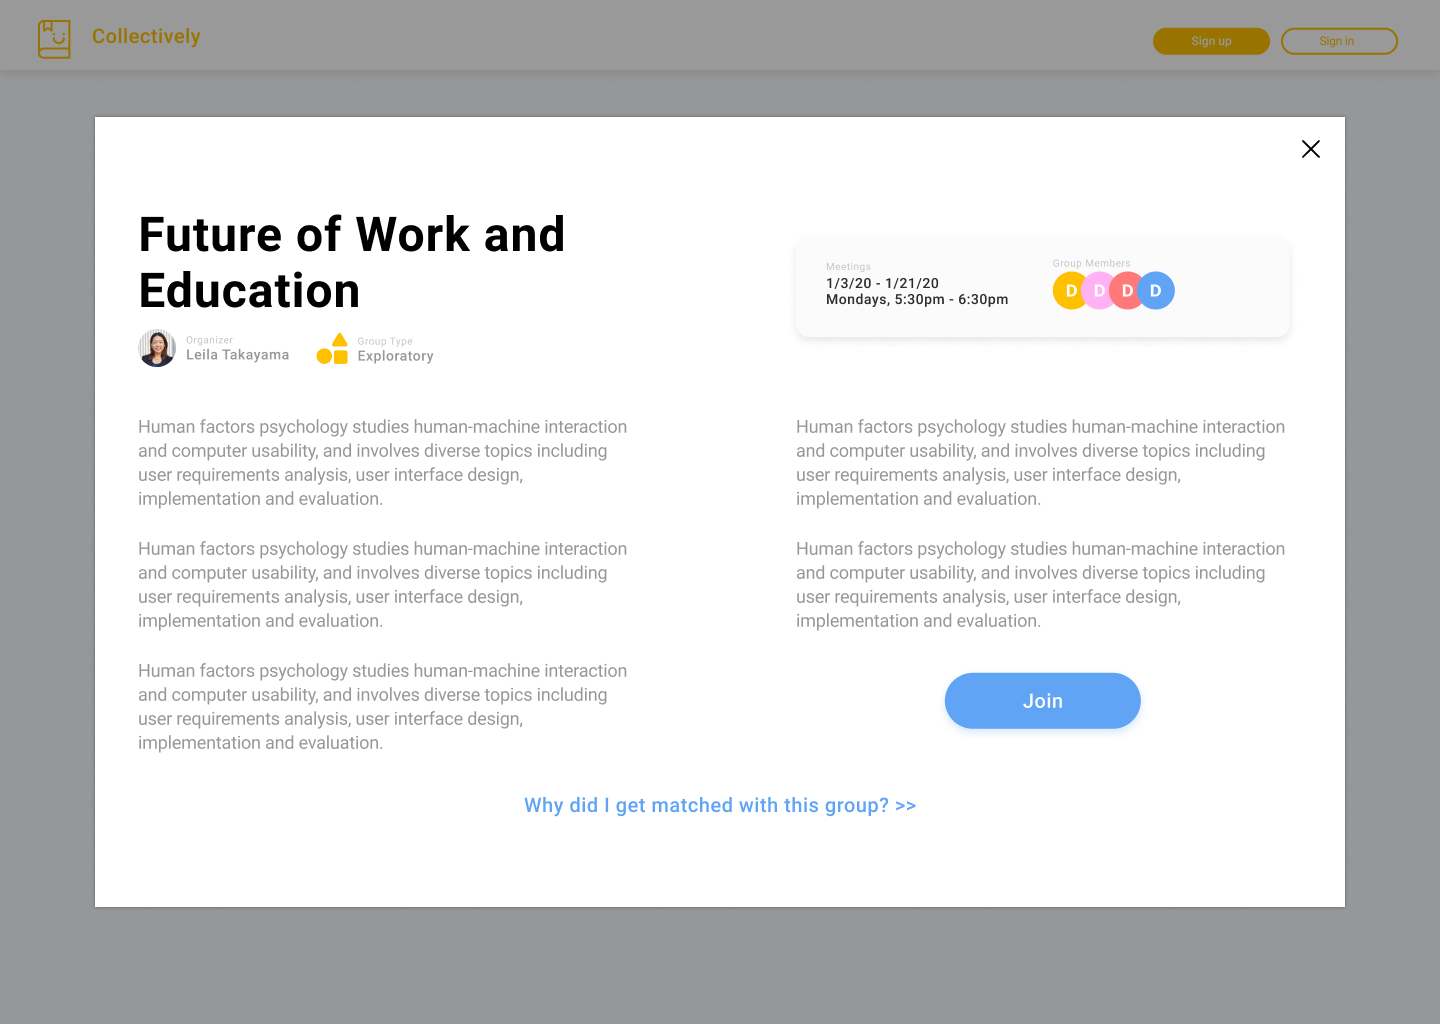 Collectively
Sign up
Sign in
Future of Work and
Education
Organizer
Leila Takayama
Group Type
Exploratory
Meetings
1/3/20 - 1/21/20
Mondays, 5:30pm - 6:30pm
Group Members
D D D D
Human factors psychology studies human-machine interaction
and computer usability, and involves diverse topics including
user requirements analysis, user interface design,
implementation and evaluation.
Human factors psychology studies human-machine interaction
and computer usability, and involves diverse topics including
user requirements analysis, user interface design,
implementation and evaluation.
Human factors psychology studies human-machine interaction
and computer usability, and involves diverse topics including
user requirements analysis, user interface design,
implementation and evaluation.
Human factors psychology studies human-machine interaction
and computer usability, and involves diverse topics including
user requirements analysis, user interface design,
implementation and evaluation.
Human factors psychology studies human-machine interaction
and computer usability, and involves diverse topics including
user requirements analysis, user interface design,
implementation and evaluation.
Join
Why did I get matched with this group? >>